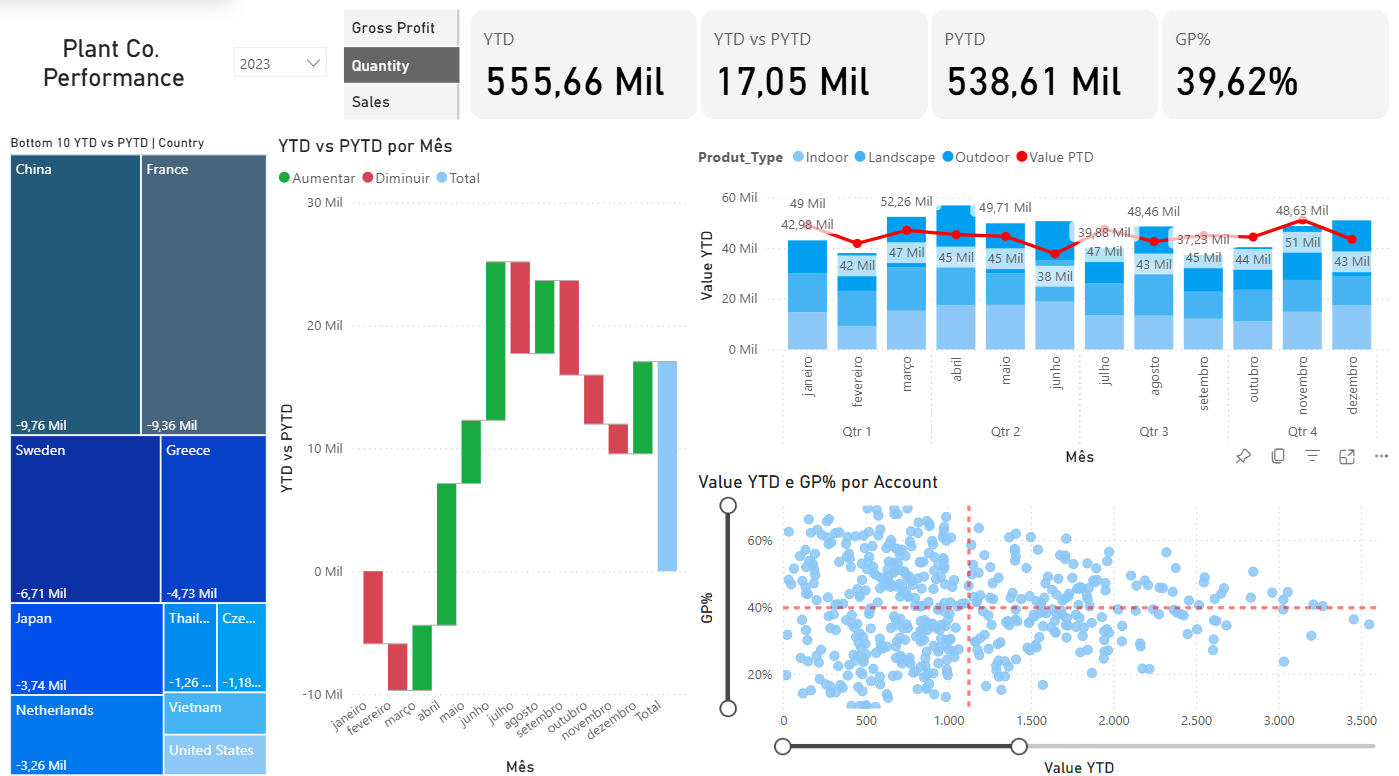 Plant Co.
Performance
2023
Gross Profit
Quantity
Sales
YTD
555,66 Mil
YTD vs PYTD
17,05 Mil
PYTD
538,61 Mil
GP%
39,62%
Bottom 10 YTD vs PYTD | Country
China
-9,76 Mil
France
-9,36 Mil
Sweden
-6,71 Mil
Greece
-4,73 Mil
Japan
-3,74 Mil
Thail...
-1,26 ...
Cze...
-1,18...
Netherlands
-3,26 Mil
Vietnam
United States
YTD vs PYTD por Mês
Aumentar Diminuir Total
YTD vs PYTD
30 Mil
20 Mil
10 Mil
0 Mil
-10 Mil
janeiro
fevereiro
março
abril
maio
junho
julho
agosto
setembro
outubro
novembro
dezembro
Total
Mês
Produt_Type Indoor Landscape Outdoor Value PTD
Value YTD
60 Mil
40 Mil
20 Mil
0 Mil
49 Mil
42,98 Mil
42 Mil
52,26 Mil
47 Mil
45 Mil
49,71 Mil
45 Mil
38 Mil
39,88 Mil
47 Mil
48,46 Mil
43 Mil
37,23 Mil
45 Mil
44 Mil
48,63 Mil
51 Mil
43 Mil
janeiro
fevereiro
março
abril
maio
junho
julho
agosto
setembro
outubro
novembro
dezembro
Qtr 1
Qtr 2
Qtr 3
Qtr 4
Mês
Value YTD e GP% por Account
GP%
60%
40%
20%
0
500
1.000
1.500
2.000
2.500
3.000
3.500
Value YTD